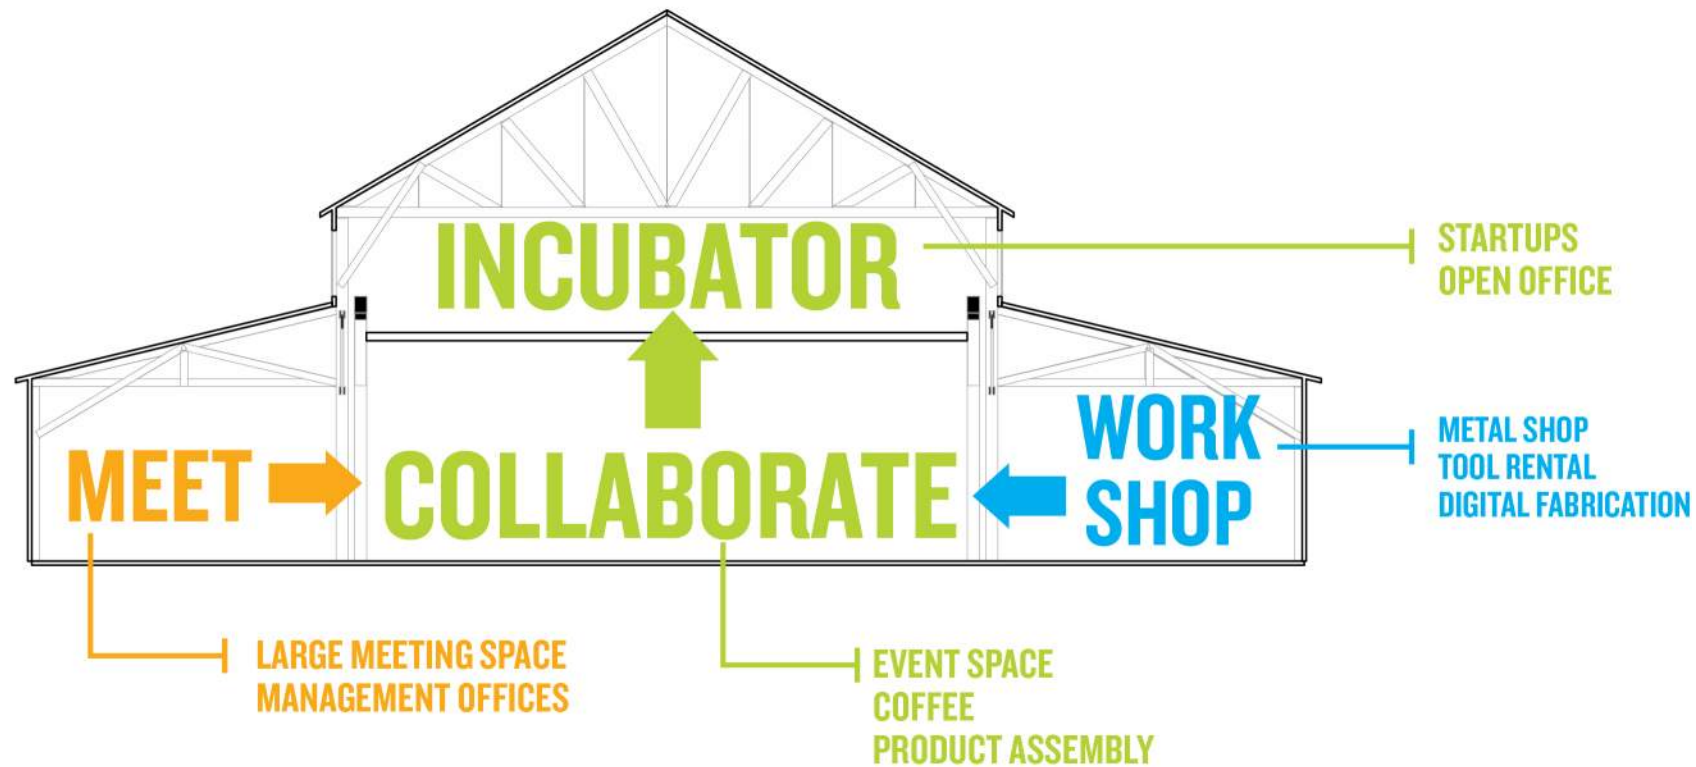 INCUBATOR
STARTUPS
OPEN OFFICE
MEET
COLLABORATE
WORK
SHOP
METAL SHOP
TOOL RENTAL
DIGITAL FABRICATION
LARGE MEETING SPACE
MANAGEMENT OFFICES
EVENT SPACE
COFFEE
PRODUCT ASSEMBLY